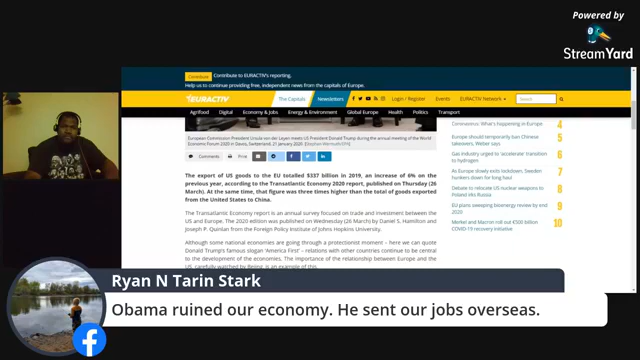 Powered by
StreamYard
Contribute
Contribute to EURACTIV's reporting.
Help us to continue providing free, independent news from the capitals of Europe.
EURACTIV
The Capitals
Newsletters
Login / Register
Events
EURACTIV Network
Search
Agrifood
Digital
Economy & Jobs
Energy & Environment
Global Europe
Politics
Transport
European Commission President Ursula von der Leyen meets US President Donald Trump during the annual meeting of the World
Economic Forum 2020 in Davos, Switzerland, 21 January 2020.
Comments
Print
The export of US goods to the EU totalled $337 billion in 2019, an increase of 6% on the
previous year, according to the Transatlantic Economy 2020 report, published on Thursday (26
March). At the same time, that figure was three times higher than the total of goods exported
from the United States to China.
The Transatlantic Economy report is an annual survey focused on trade and investment between the
US and Europe. The 2020 edition was published on Wednesday (26 March) by Daniel S. Hamilton and
Joseph P. Quinlan from the Foreign Policy Institute of Johns Hopkins University.
Although some national economies are going through a protectionist moment – here we can quote
Donald Trump's famous slogan 'America First' – relations with other countries continue to be central
to the development of the economies. The importance of the relationship between Europe and the
US, carefully watched by Beijing, is an example of this.
Coronavirus: What's happening in Europe
4
Europe should temporarily ban Chinese
takeovers, Weber says
5
Gas industry urged to 'accelerate' transition
to hydrogen
6
As Europe slowly exits lockdown, Sweden
hunkers down for long haul
7
Debate to relocate US nuclear weapons to
Poland irks Russia
8
EU plans sweeping bioenergy review by end
2020
9
Merkel and Macron roll out €500 billion
COVID-19 recovery initiative
10
Ryan N Tarin Stark
Obama ruined our economy. He sent our jobs overseas.